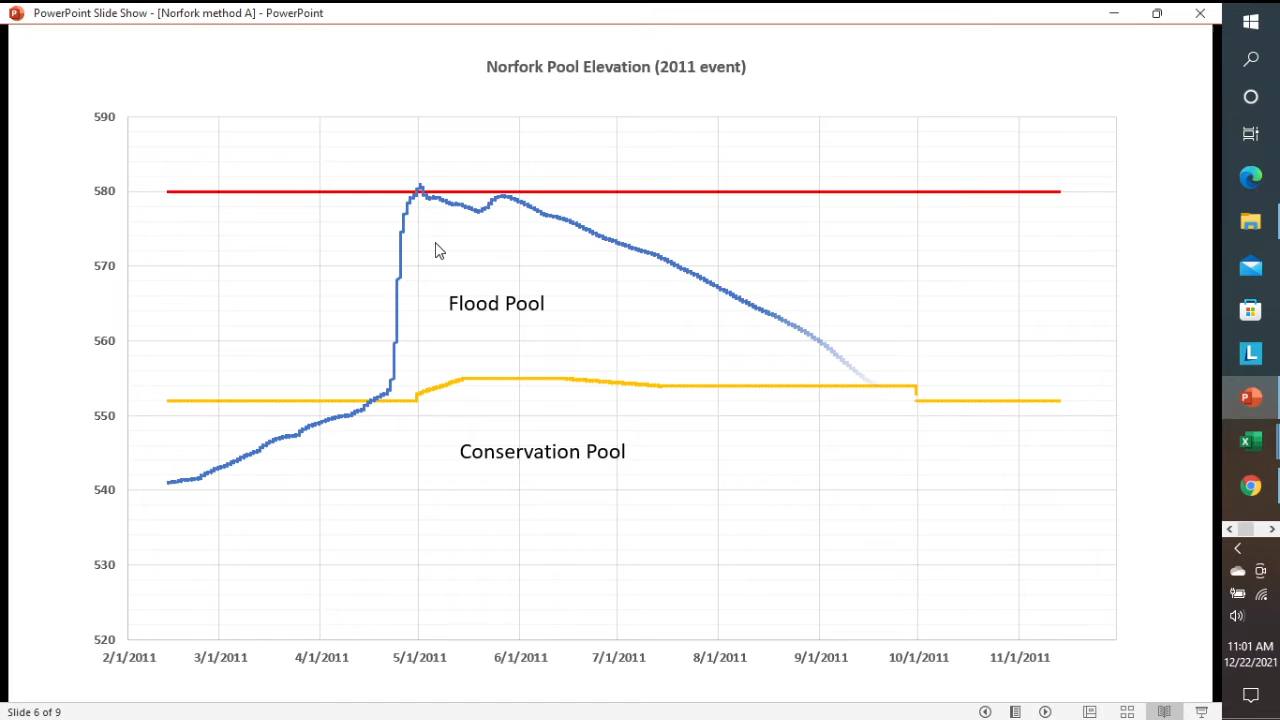 PowerPoint Slide Show - [Norfork method A] - PowerPoint
Norfork Pool Elevation (2011 event)
590
580
570
Flood Pool
560
550
Conservation Pool
540
530
520
2/1/2011 3/1/2011 4/1/2011 5/1/2011 6/1/2011 7/1/2011 8/1/2011 9/1/2011 10/1/2011 11/1/2011
Slide 6 of 9
L
P
X
11:01 AM
12/22/2021